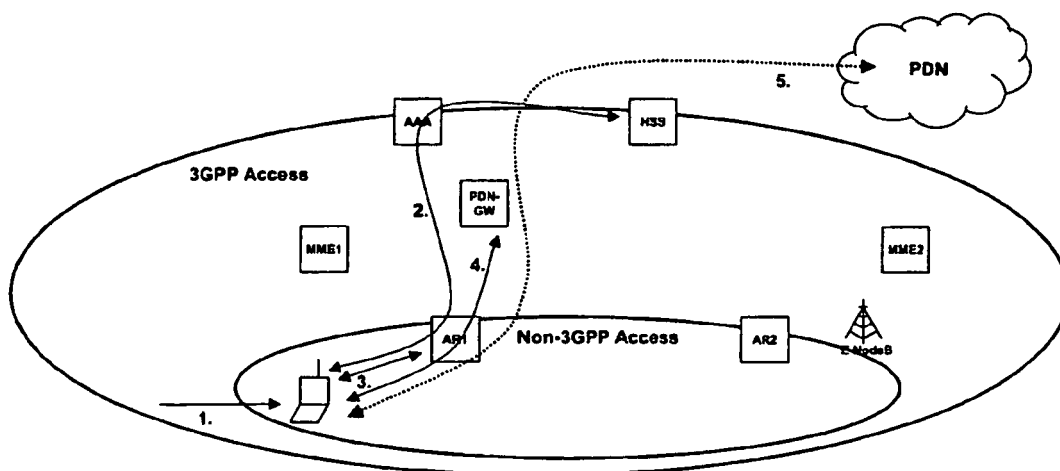 PDN
5.
AAA
HSS
3GPP Access
PDN-
GW
2.
MME1
MME2
4.
AR1
Non-3GPP Access
AR2
E-NodeB
3.
1.